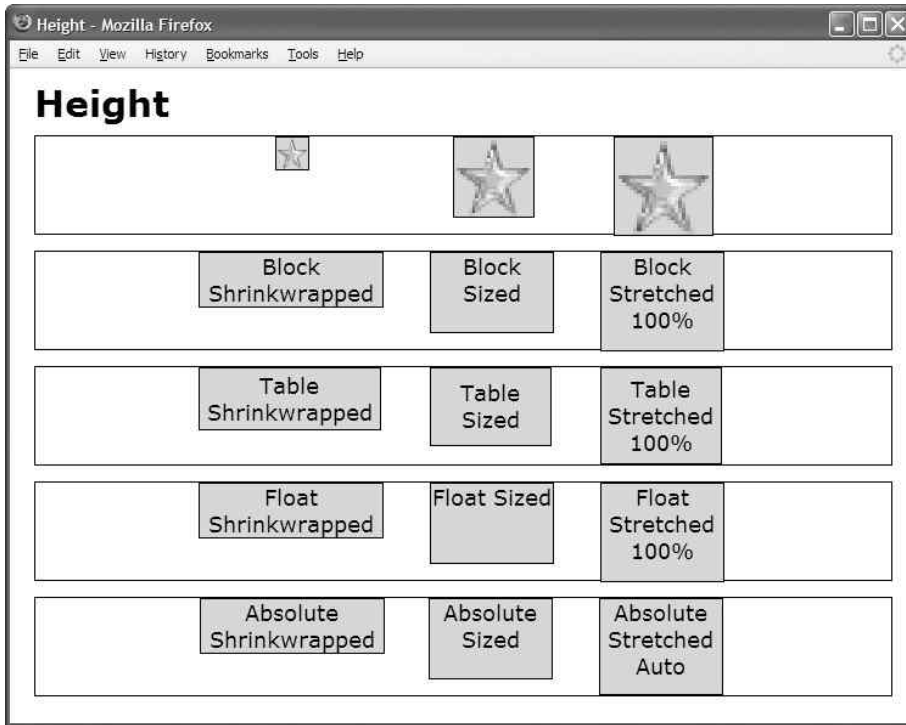 Height - Mozilla Firefox
File Edit View History Bookmarks Tools Help
Height
Block
Shrinkwrapped
Block
Sized
Block
Stretched
100%
Table
Shrinkwrapped
Table
Sized
Table
Stretched
100%
Float
Shrinkwrapped
Float Sized
Float
Stretched
100%
Absolute
Shrinkwrapped
Absolute
Sized
Absolute
Stretched
Auto